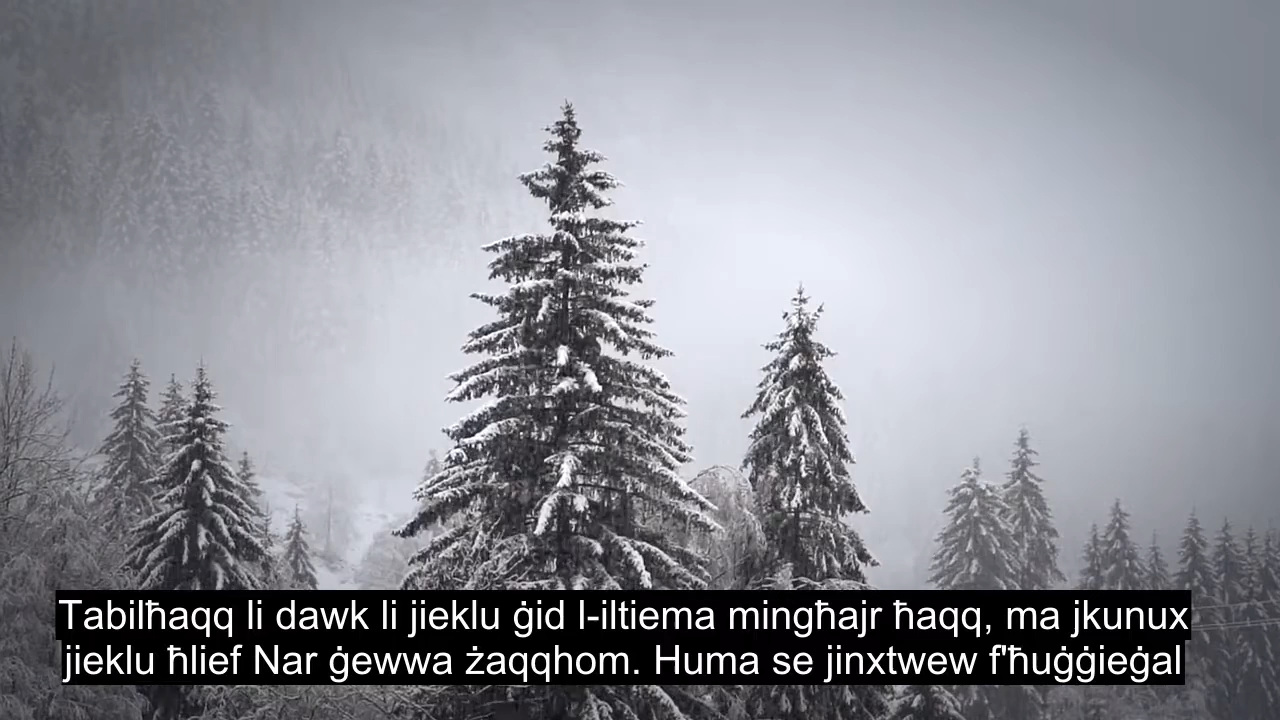 Tabilħaqq li dawk li jieklu ġid l-iltiema mingħajr ħaqq, ma jkunux
jieklu ħlief Nar ġewwa żaqqhom. Huma se jinxtwew f'ħuġġieġal